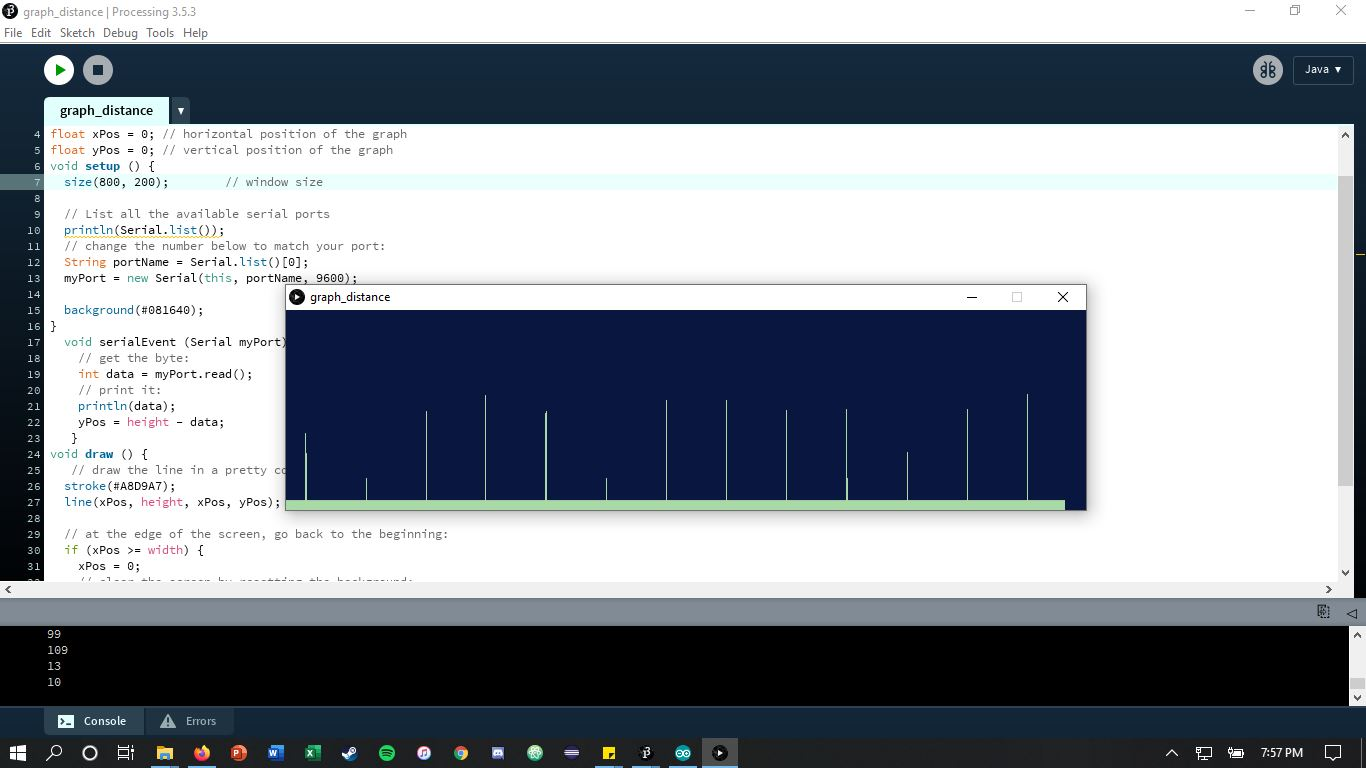 graph_distance | Processing 3.5.3
File Edit Sketch Debug Tools Help
Java ▾
graph_distance ▾
4 float xPos = 0; // horizontal position of the graph
5 float yPos = 0; // vertical position of the graph
6 void setup () {
7   size(800, 200);        // window size
8
9   // List all the available serial ports
10   println(Serial.list());
11   // change the number below to match your port:
12   String portName = Serial.list()[0];
13   myPort = new Serial(this, portName, 9600);
14
15   background(#081640);
16 }
17   void serialEvent (Serial myPort)
18     // get the byte:
19     int data = myPort.read();
20     // print it:
21     println(data);
22     yPos = height - data;
23    }
24 void draw () {
25    // draw the line in a pretty co
26   stroke(#A8D9A7);
27   line(xPos, height, xPos, yPos);
28
29   // at the edge of the screen, go back to the beginning:
30   if (xPos >= width) {
31     xPos = 0;
graph_distance
99
109
13
10
Console Errors
7:57 PM